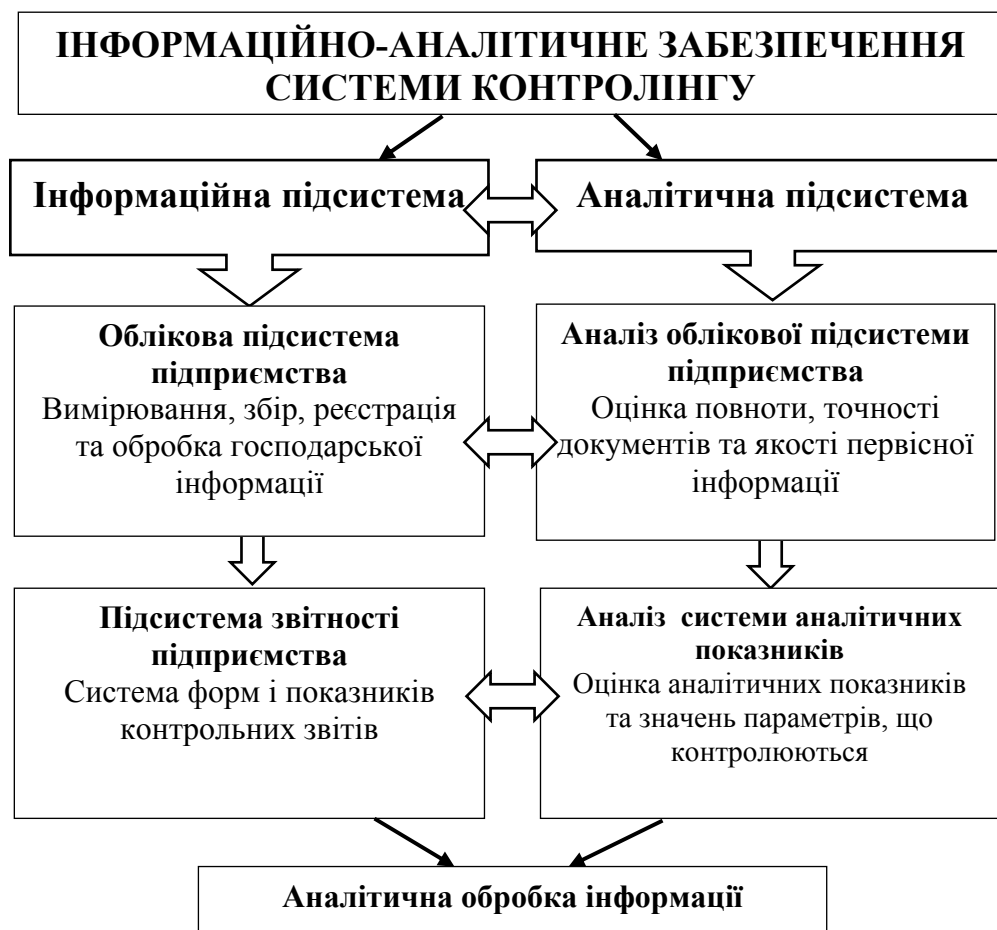 ІНФОРМАЦІЙНО-АНАЛІТИЧНЕ ЗАБЕЗПЕЧЕННЯ
СИСТЕМИ КОНТРОЛІНГУ
Інформаційна підсистема
Аналітична підсистема
Облікова підсистема
підприємства
Вимірювання, збір, реєстрація
та обробка господарської
інформації
Аналіз облікової підсистеми
підприємства
Оцінка повноти, точності
документів та якості первісної
інформації
Підсистема звітності
підприємства
Система форм і показників
контрольних звітів
Аналіз системи аналітичних
показників
Оцінка аналітичних показників
та значень параметрів, що
контролюються
Аналітична обробка інформації